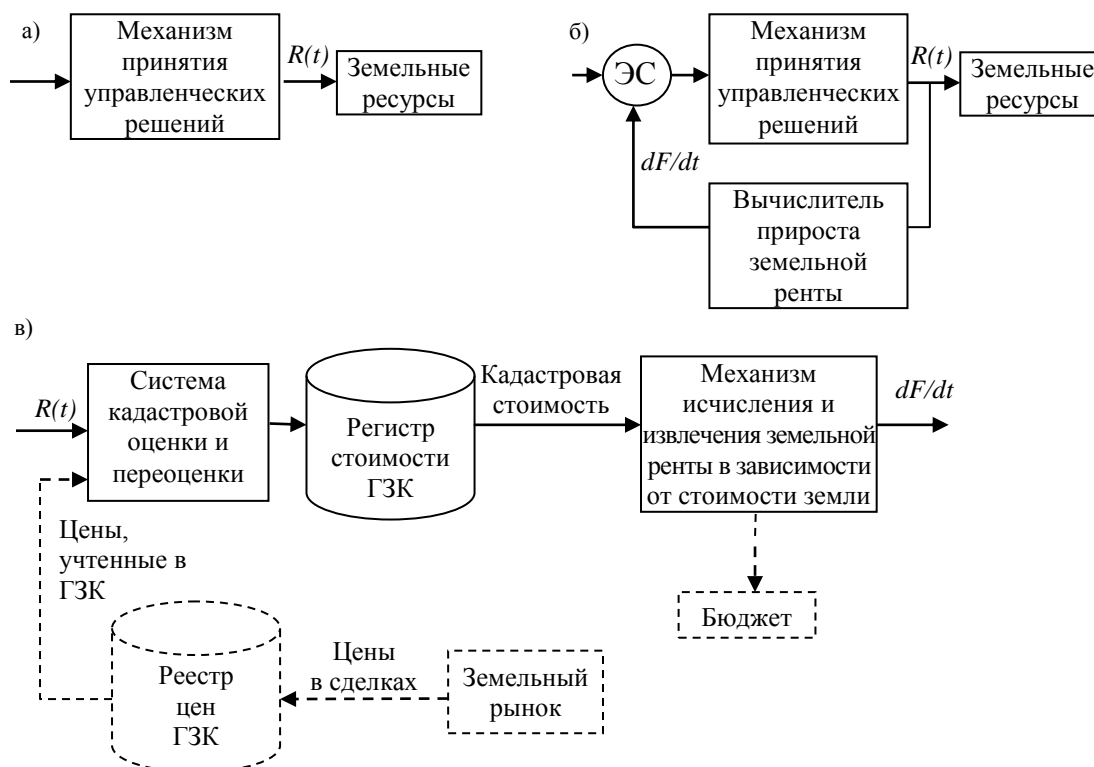 а)
Механизм
принятия
управленческих
решений
R(t)
Земельные
ресурсы
б)
ЭС
Механизм
принятия
управленческих
решений
R(t)
Земельные
ресурсы
dF/dt
Вычислитель
прироста
земельной
ренты
в)
R(t)
Система
кадастровой
оценки и
переоценки
Регистр
стоимости
ГЗК
Кадастровая
стоимость
Механизм
исчисления и
извлечения земельной
ренты в зависимости
от стоимости земли
dF/dt
Цены,
учтенные в
ГЗК
Реестр
цен
ГЗК
Цены
в сделках
Земельный
рынок
Бюджет